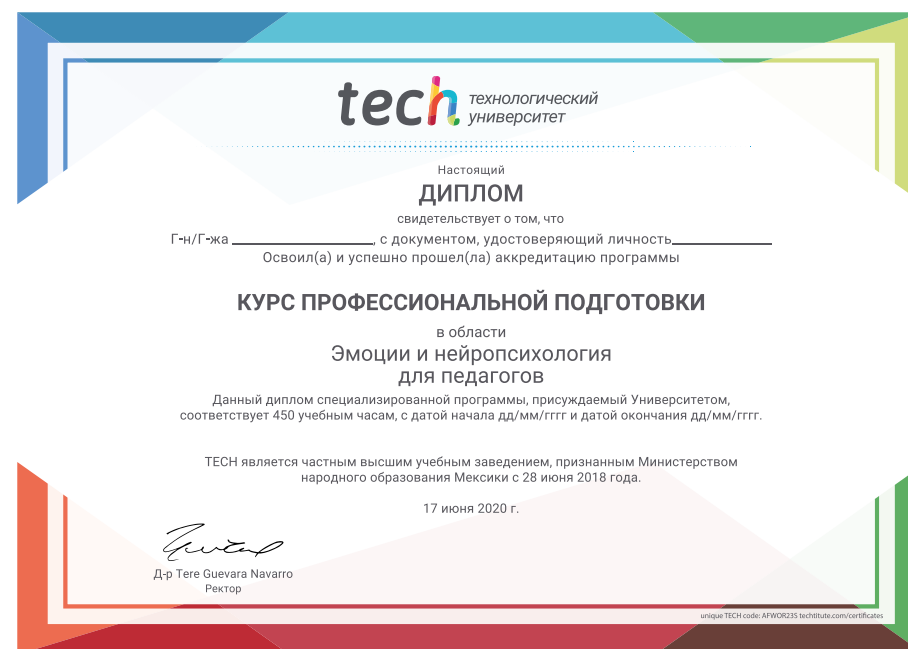 tech технологический
университет
Настоящий
ДИПЛОМ
свидетельствует о том, что
Г-н/Г-жа ____________________, с документом, удостоверяющий личность______________
Освоил(а) и успешно прошел(ла) аккредитацию программы
КУРС ПРОФЕССИОНАЛЬНОЙ ПОДГОТОВКИ
в области
Эмоции и нейропсихология
для педагогов
Данный диплом специализированной программы, присуждаемый Университетом,
соответствует 450 учебным часам, с датой начала дд/мм/гггг и датой окончания дд/мм/гггг.
TECH является частным высшим учебным заведением, признанным Министерством
народного образования Мексики с 28 июня 2018 года.
17 июня 2020 г.
Д-р Tere Guevara Navarro
Ректор
unique TECH code: AFWOR23S techtitute.com/certificates